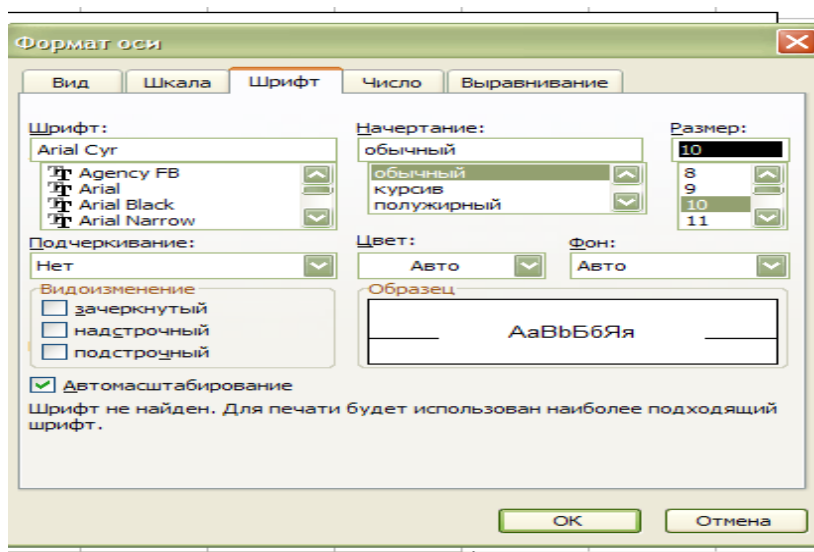 Формат оси
Вид Шкала Шрифт Число Выравнивание
Шрифт: Начертание: Размер:
Arial Cyr обычный 10
Agency FB обычный 8
Arial курсив 9
Arial Black полужирный 10
Arial Narrow 11
Подчеркивание: Цвет: Фон:
Нет Авто Авто
Видоизменение Образец
зачеркнутый
надстрочный АаВbБбЯя
подстрочный
Автомасштабирование
Шрифт не найден. Для печати будет использован наиболее подходящий
шрифт.
ОК Отмена